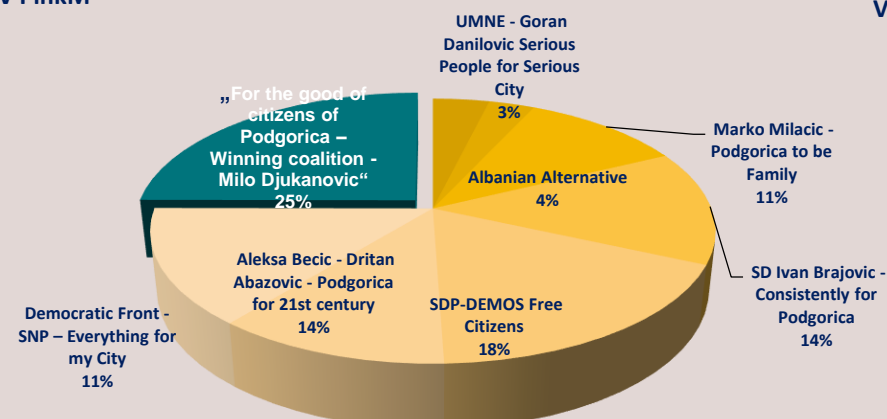 V PinkM
V
UMNE - Goran
Danilovic Serious
People for Serious
City
3%
„For the good of
citizens of
Podgorica –
Winning coalition -
Milo Djukanovic“
25%
Marko Milacic -
Podgorica to be
Family
11%
Albanian Alternative
4%
Aleksa Becic - Dritan
Abazovic - Podgorica
for 21st century
14%
SDP-DEMOS Free
Citizens
18%
SD Ivan Brajovic -
Consistently for
Podgorica
14%
Democratic Front -
SNP – Everything for
my City
11%